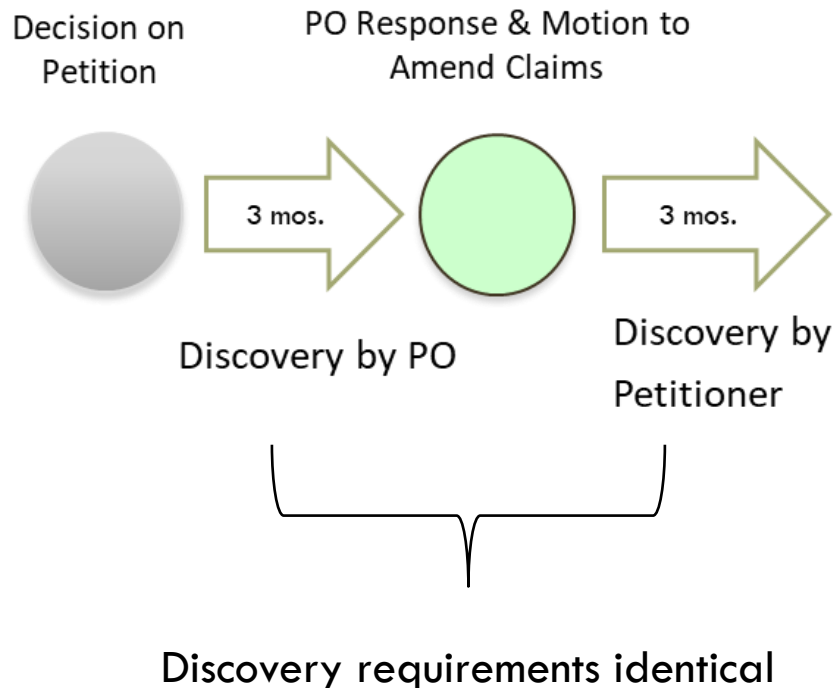 Decision on
Petition
PO Response & Motion to
Amend Claims
3 mos.
3 mos.
Discovery by PO
Discovery by
Petitioner
Discovery requirements identical